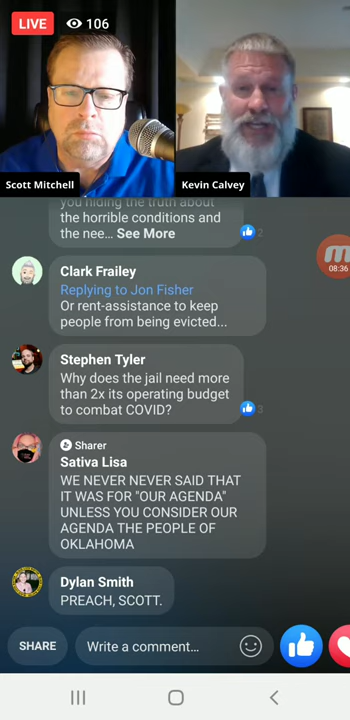 LIVE 106
Scott Mitchell
Kevin Calvey
you hiding the truth about
the horrible conditions and
the nee... See More
2
Clark Frailey
Replying to Jon Fisher
Or rent-assistance to keep
people from being evicted...
08:36
Stephen Tyler
Why does the jail need more
than 2x its operating budget
to combat COVID?
3
Sharer
Sativa Lisa
WE NEVER NEVER SAID THAT
IT WAS FOR "OUR AGENDA"
UNLESS YOU CONSIDER OUR
AGENDA THE PEOPLE OF
OKLAHOMA
Dylan Smith
PREACH, SCOTT.
SHARE
Write a comment...